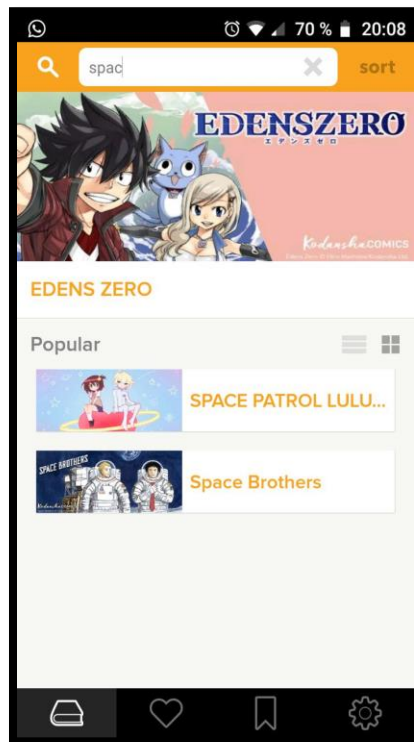 70 % 20:08
spac
sort
EDENSZERO
エデンズゼロ
Kodansha COMICS
EDENS ZERO
Popular
SPACE PATROL LULU...
SPACE BROTHERS
Space Brothers